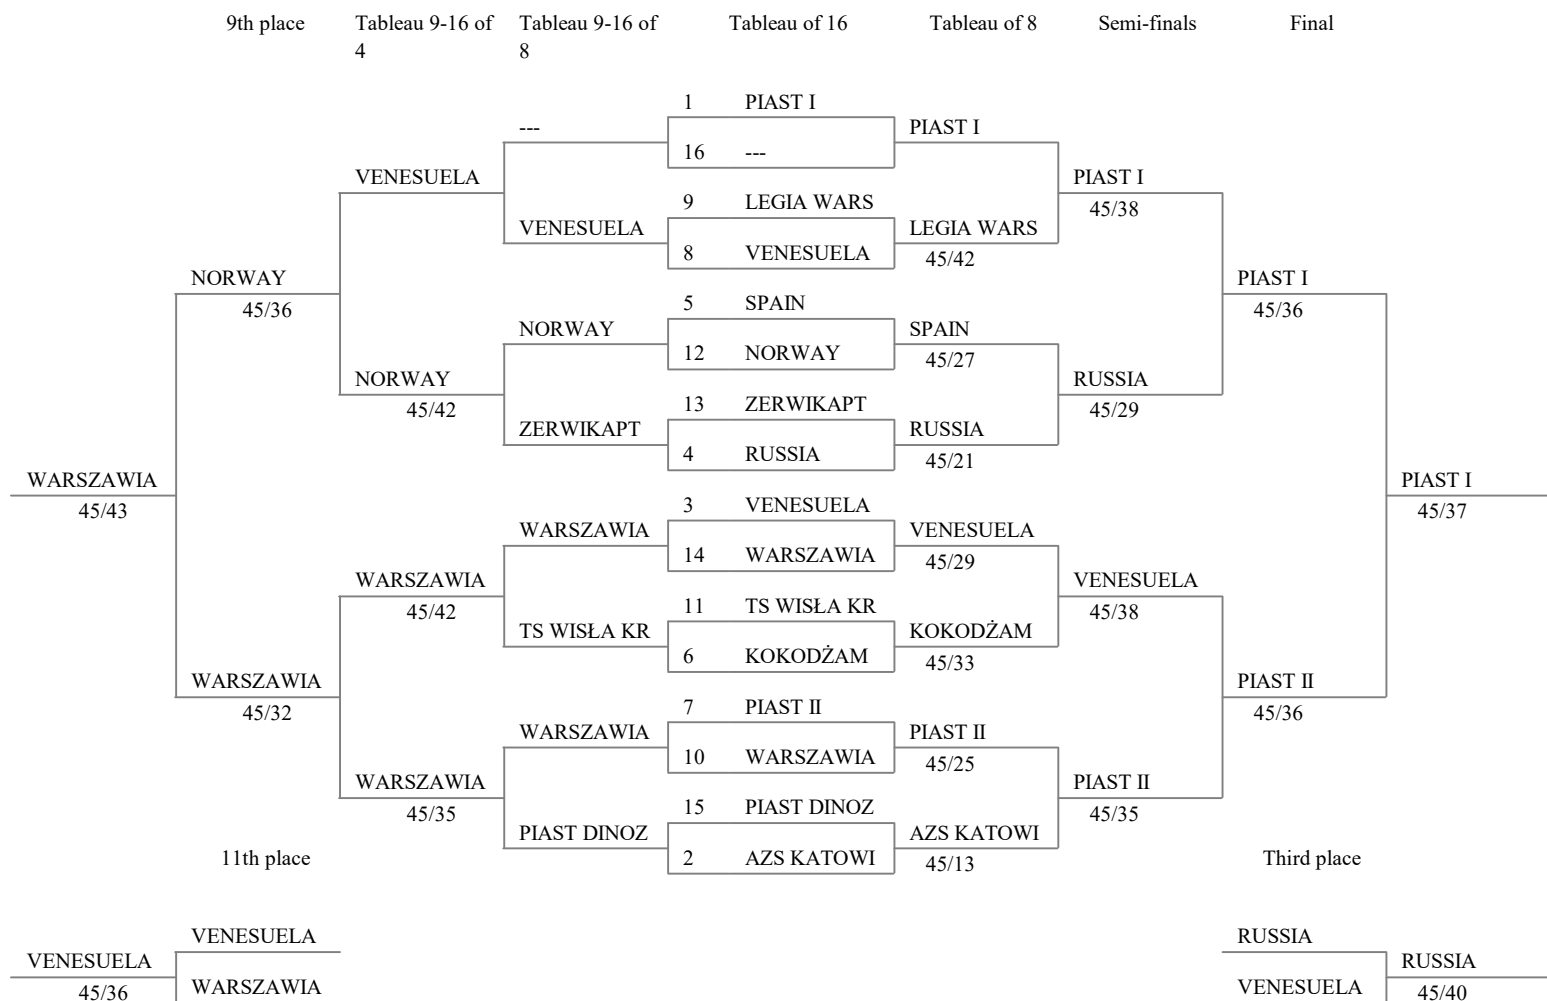 9th place Tableau 9-16 of 4 Tableau 9-16 of 8 Tableau of 16 Tableau of 8 Semi-finals Final
1 PIAST I
--- PIAST I
16 ---
VENESUELA PIAST I
9 LEGIA WARS 45/38
VENESUELA LEGIA WARS
8 VENESUELA 45/42
NORWAY PIAST I
45/36 5 SPAIN 45/36
NORWAY SPAIN
12 NORWAY 45/27
NORWAY RUSSIA
45/42 13 ZERWIKAPT 45/29
ZERWIKAPT RUSSIA
4 RUSSIA 45/21
WARSZAWIA PIAST I
45/43 3 VENESUELA 45/37
WARSZAWIA VENESUELA
14 WARSZAWIA 45/29
WARSZAWIA VENESUELA
45/42 11 TS WISŁA KR 45/38
TS WISŁA KR KOKODŻAM
6 KOKODŻAM 45/33
WARSZAWIA PIAST II
45/32 7 PIAST II 45/36
WARSZAWIA PIAST II
10 WARSZAWIA 45/25
WARSZAWIA PIAST II
45/35 15 PIAST DINOZ 45/35
PIAST DINOZ AZS KATOWI
11th place 2 AZS KATOWI 45/13 Third place
VENESUELA RUSSIA
VENESUELA RUSSIA
45/36 WARSZAWIA VENESUELA 45/40